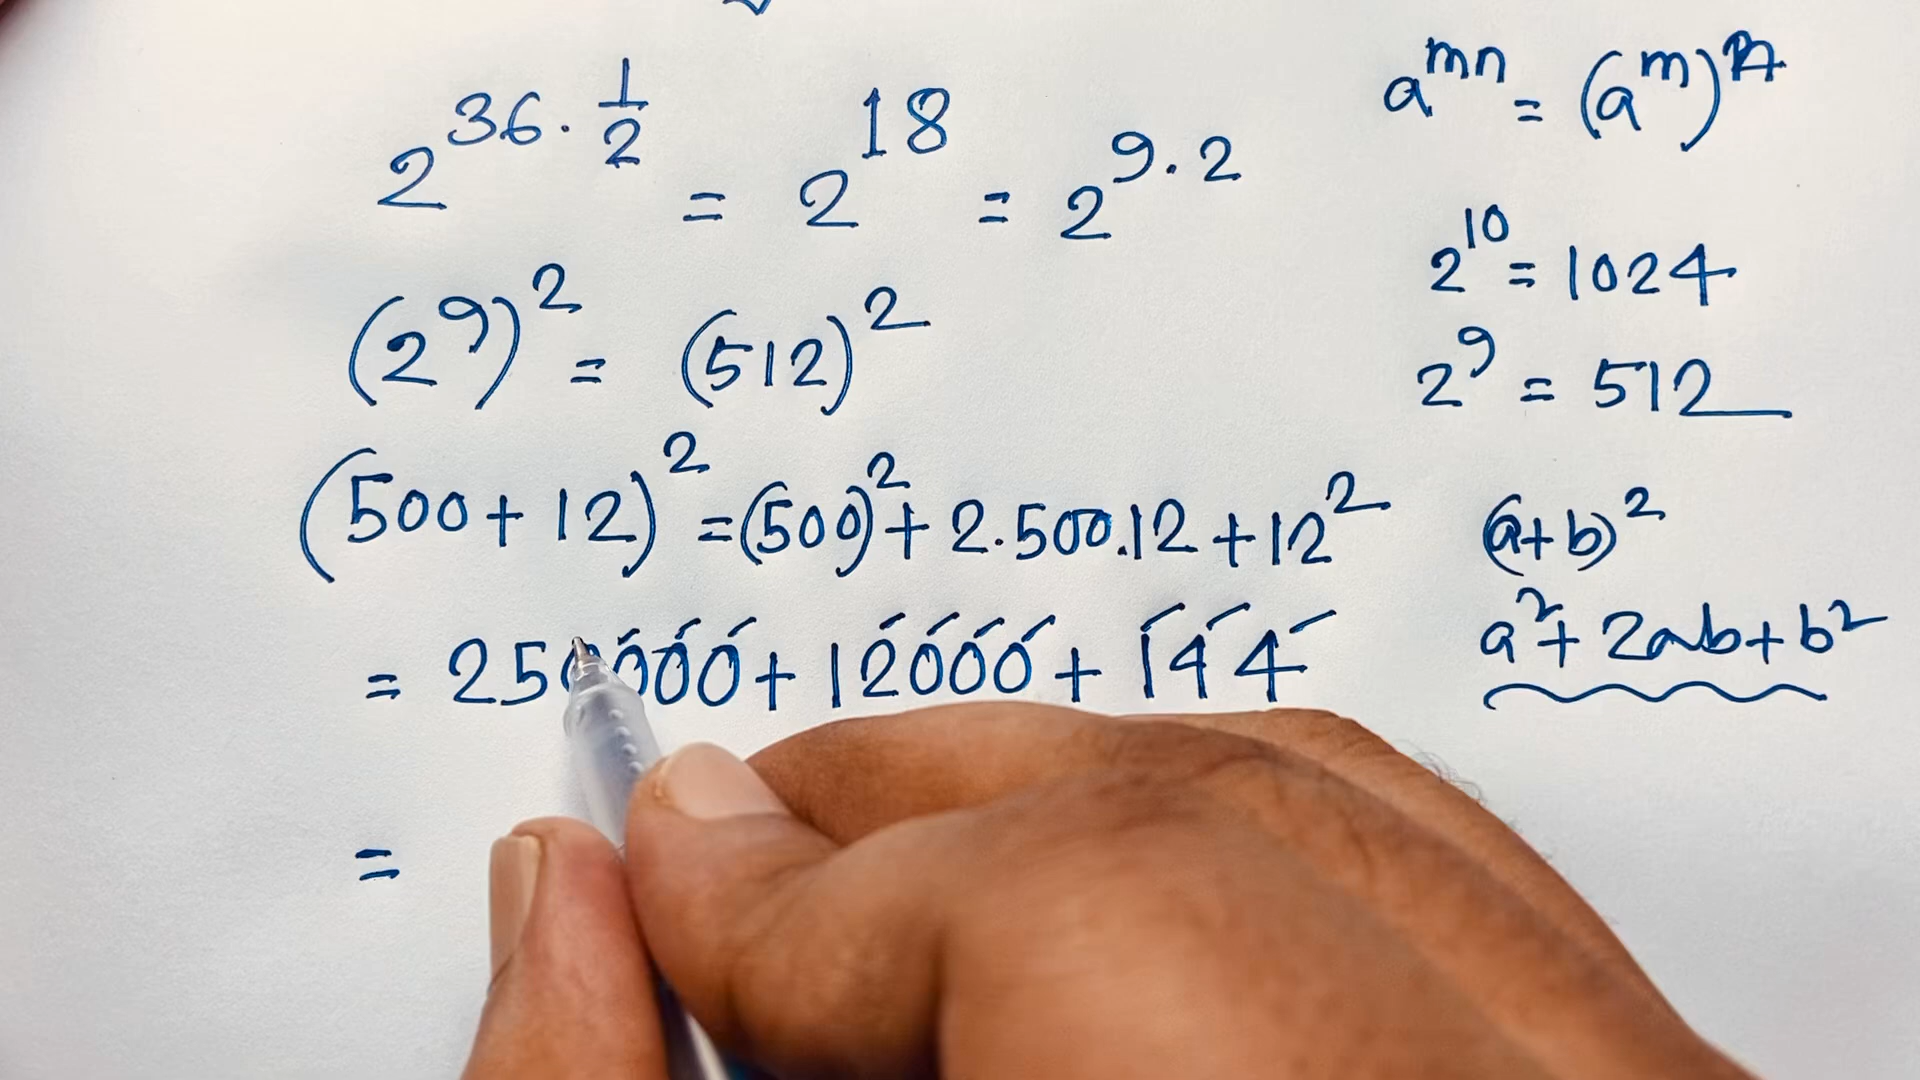 2^{36·\frac{1}{2}} = 2^{18} = 2^{9·2}
(2^9)^2 = (512)^2
(500+12)^2 = (500)^2 + 2·500·12 + 12^2
= 250000 + 12000 + 144
=
a^{mn} = (a^m)^n
2^{10} = 1024
2^9 = 512
(a+b)^2
a^2 + 2ab + b^2